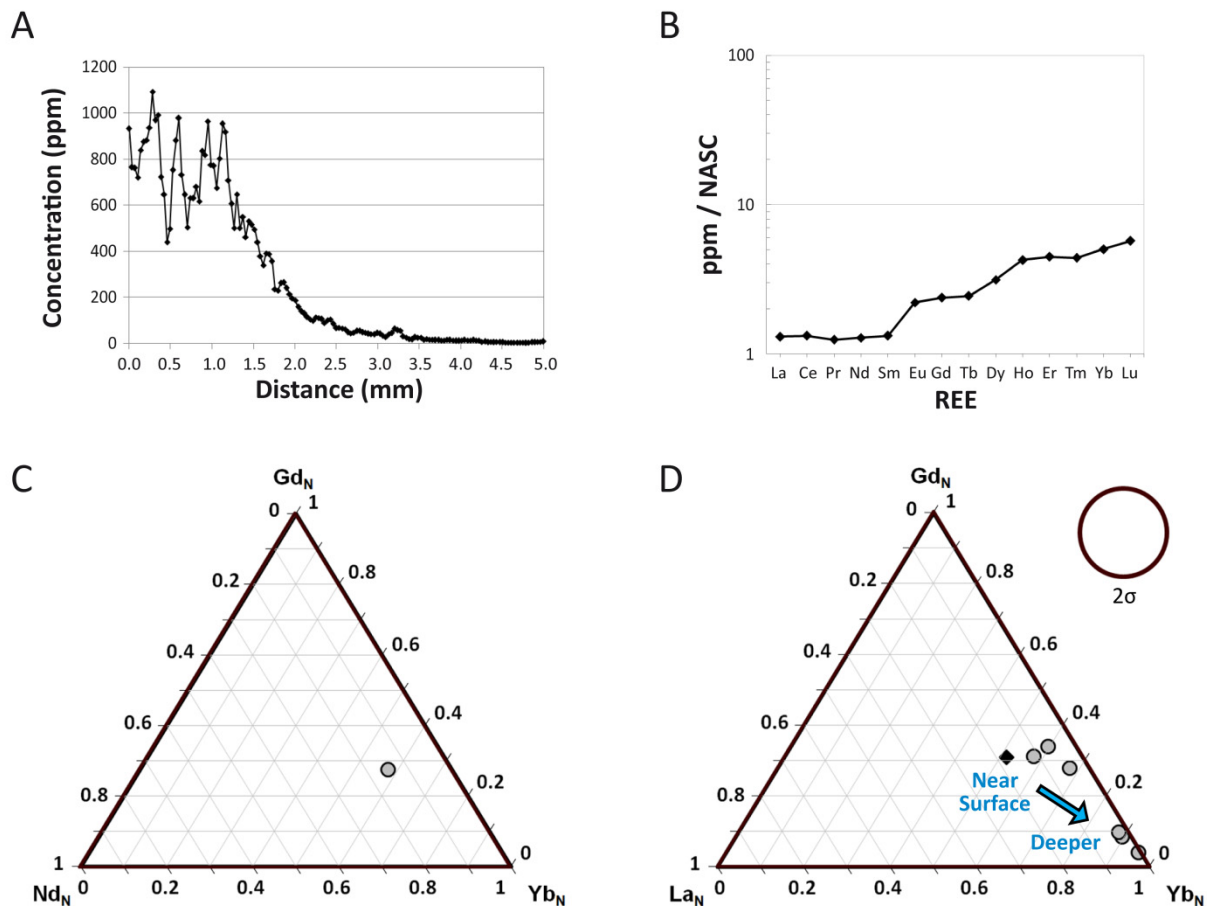 A
Concentration (ppm)
1200
1000
800
600
400
200
0
0.0 0.5 1.0 1.5 2.0 2.5 3.0 3.5 4.0 4.5 5.0
Distance (mm)
B
ppm / NASC
100
10
1
La Ce Pr Nd Sm Eu Gd Tb Dy Ho Er Tm Yb Lu
REE
C
Gd_N
0 1
0.2 0.8
0.4 0.6
0.6 0.4
0.8 0.2
1 0
0 0.2 0.4 0.6 0.8 1
Nd_N Yb_N
D
Gd_N
0 1
0.2 0.8
0.4 0.6
0.6 0.4
0.8 0.2
1 0
0 0.2 0.4 0.6 0.8 1
La_N Yb_N
2σ
Near
Surface
Deeper